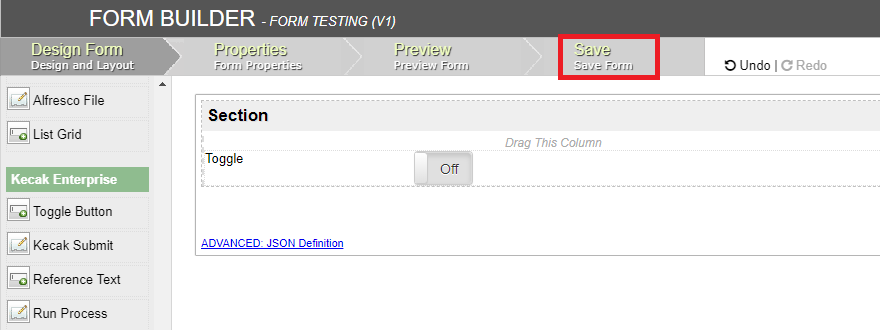 FORM BUILDER - FORM TESTING (V1)
Design Form
Design and Layout
Properties
Form Properties
Preview
Preview Form
Save
Save Form
Undo | Redo
Alfresco File
List Grid
Kecak Enterprise
Toggle Button
Kecak Submit
Reference Text
Run Process
Section
Drag This Column
Toggle
Off
ADVANCED: JSON Definition